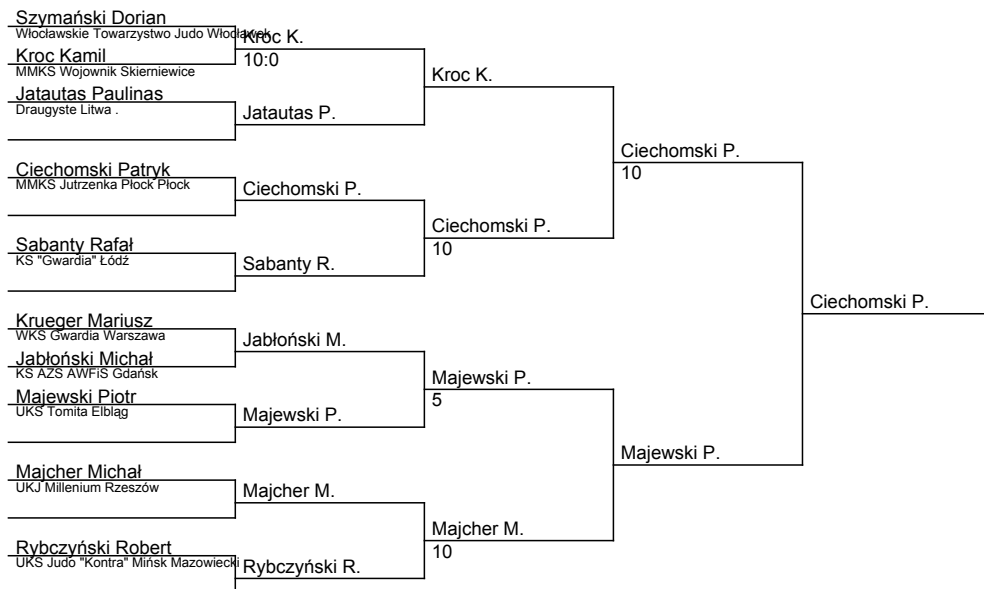 Szymański Dorian
Włocławskie Towarzystwo Judo Włocławek
Kroc K.
10:0
Kroc Kamil
MMKS Wojownik Skierniewice
Kroc K.
Jatautas Paulinas
Draugyste Litwa .
Jatautas P.
Ciechomski P.
10
Ciechomski Patryk
MMKS Jutrzenka Płock Płock
Ciechomski P.
Ciechomski P.
10
Sabanty Rafał
KS "Gwardia" Łódź
Sabanty R.
Ciechomski P.
Krueger Mariusz
WKS Gwardia Warszawa
Jabłoński M.
Jabłoński Michał
KS AZS AWFiS Gdańsk
Majewski P.
5
Majewski Piotr
UKS Tomita Elbląg
Majewski P.
Majewski P.
Majcher Michał
UKJ Millenium Rzeszów
Majcher M.
Majcher M.
10
Rybczyński Robert
UKS Judo "Kontra" Mińsk Mazowiecki
Rybczyński R.